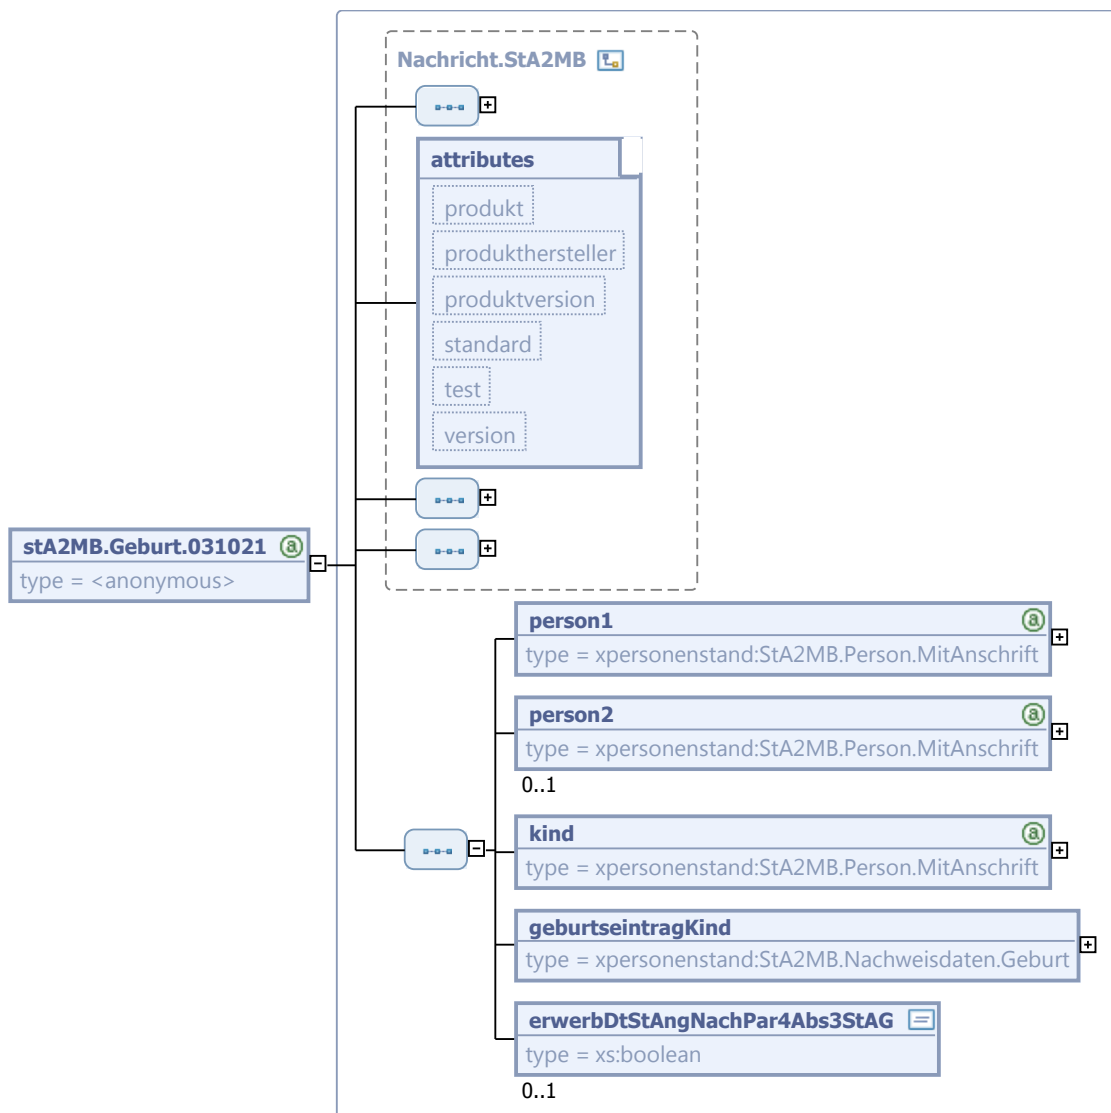 Nachricht.StA2MB
attributes
produkt
produkthersteller
produktversion
standard
test
version
stA2MB.Geburt.031021
type = <anonymous>
person1
type = xpersonenstand:StA2MB.Person.MitAnschrift
person2
type = xpersonenstand:StA2MB.Person.MitAnschrift
0..1
kind
type = xpersonenstand:StA2MB.Person.MitAnschrift
geburtseintragKind
type = xpersonenstand:StA2MB.Nachweisdaten.Geburt
erwerbDtStAngNachPar4Abs3StAG
type = xs:boolean
0..1